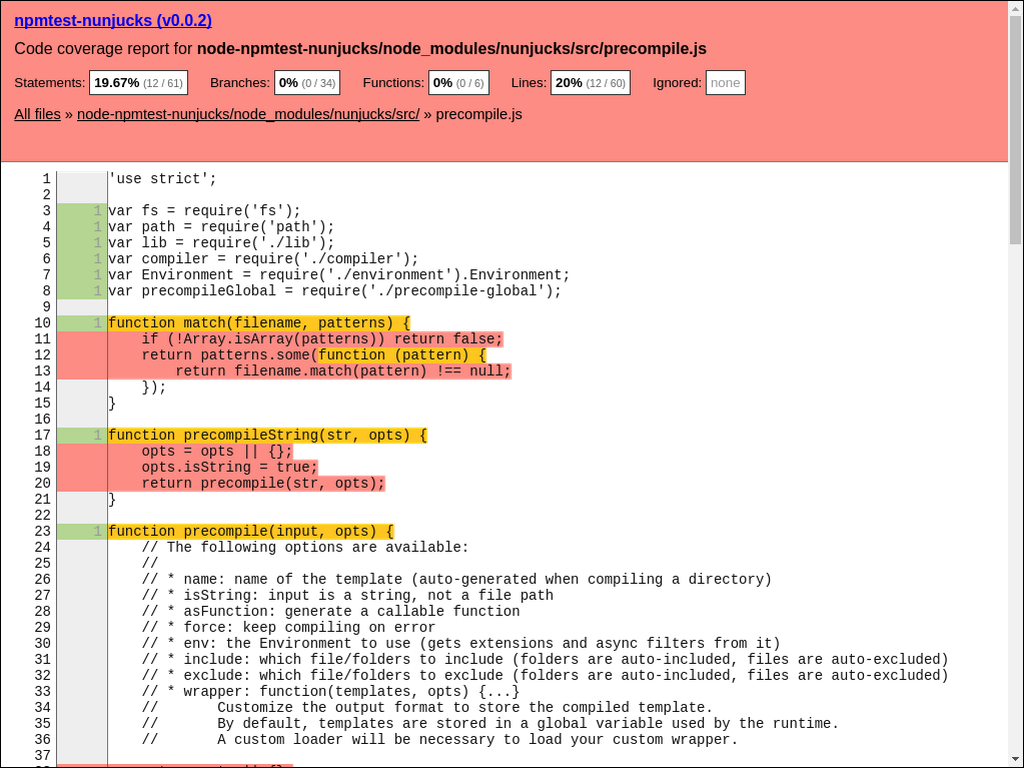 npmtest-nunjucks (v0.0.2)
Code coverage report for node-npmtest-nunjucks/node_modules/nunjucks/src/precompile.js
Statements: 19.67% (12 / 61) Branches: 0% (0 / 34) Functions: 0% (0 / 6) Lines: 20% (12 / 60) Ignored: none
All files » node-npmtest-nunjucks/node_modules/nunjucks/src/ » precompile.js
1 'use strict';
2
3 1 var fs = require('fs');
4 1 var path = require('path');
5 1 var lib = require('./lib');
6 1 var compiler = require('./compiler');
7 1 var Environment = require('./environment').Environment;
8 1 var precompileGlobal = require('./precompile-global');
9
10 1 function match(filename, patterns) {
11     if (!Array.isArray(patterns)) return false;
12     return patterns.some(function (pattern) {
13         return filename.match(pattern) !== null;
14     });
15 }
16
17 1 function precompileString(str, opts) {
18     opts = opts || {};
19     opts.isString = true;
20     return precompile(str, opts);
21 }
22
23 1 function precompile(input, opts) {
24     // The following options are available:
25     //
26     // * name: name of the template (auto-generated when compiling a directory)
27     // * isString: input is a string, not a file path
28     // * asFunction: generate a callable function
29     // * force: keep compiling on error
30     // * env: the Environment to use (gets extensions and async filters from it)
31     // * include: which file/folders to include (folders are auto-included, files are auto-excluded)
32     // * exclude: which file/folders to exclude (folders are auto-included, files are auto-excluded)
33     // * wrapper: function(templates, opts) {...}
34     //       Customize the output format to store the compiled template.
35     //       By default, templates are stored in a global variable used by the runtime.
36     //       A custom loader will be necessary to load your custom wrapper.
37